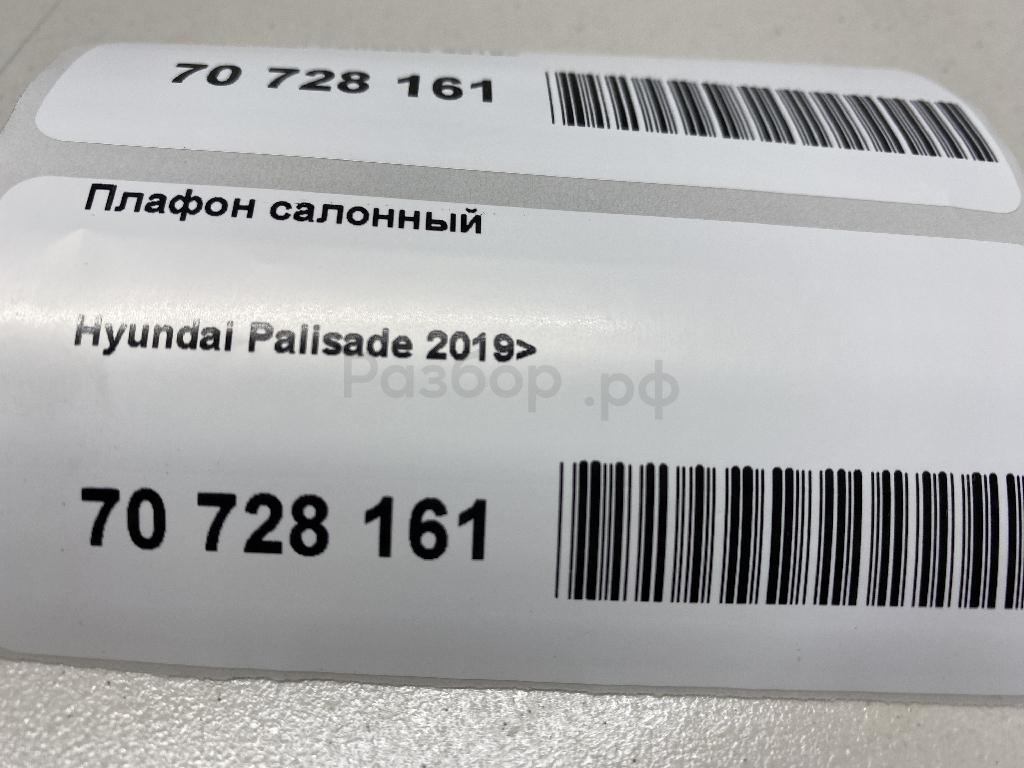 70 728 161
Плафон салонный
Hyundai Palisade 2019>
Разбор.рф
70 728 161